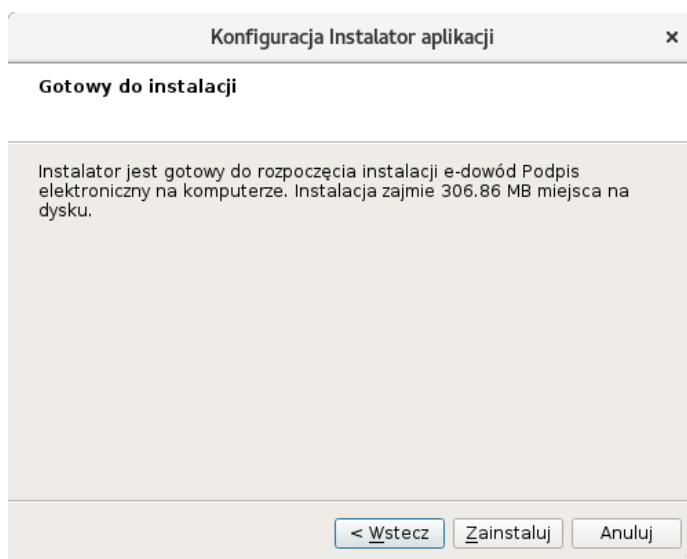 Konfiguracja Instalator aplikacji ×
Gotowy do instalacji
Instalator jest gotowy do rozpoczęcia instalacji e-dowód Podpis
elektroniczny na komputerze. Instalacja zajmie 306.86 MB miejsca na
dysku.
< Wstecz Zainstaluj Anuluj